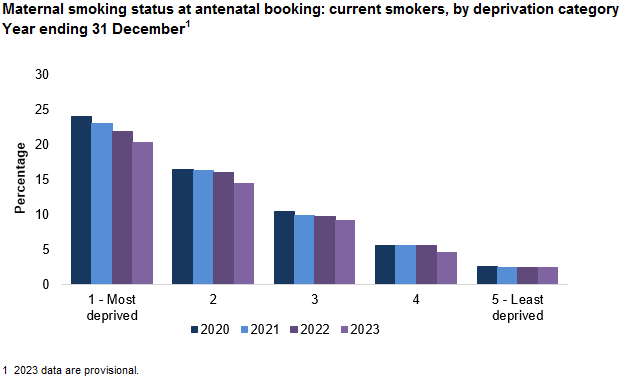 Maternal smoking status at antenatal booking: current smokers, by deprivation category
Year ending 31 December1
30
25
20
15
10
5
0
Percentage
1 - Most deprived
2
3
4
5 - Least deprived
2020 2021 2022 2023
1 2023 data are provisional.